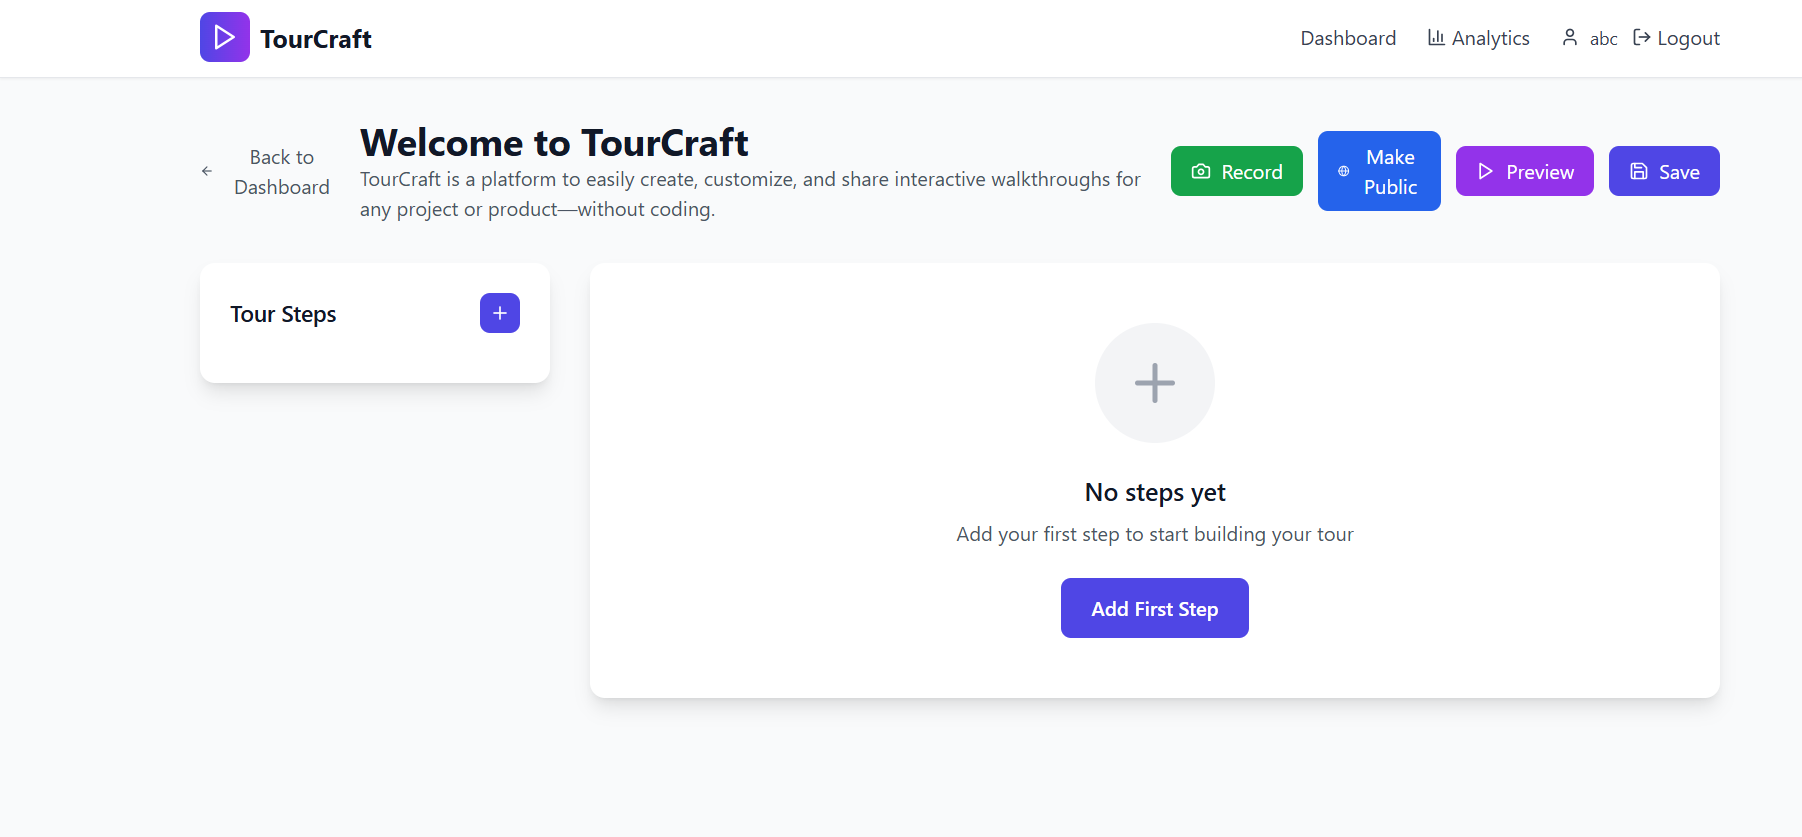 TourCraft
Dashboard
Analytics
abc
Logout
Back to
Dashboard
Welcome to TourCraft
TourCraft is a platform to easily create, customize, and share interactive walkthroughs for
any project or product—without coding.
Record
Make
Public
Preview
Save
Tour Steps
No steps yet
Add your first step to start building your tour
Add First Step